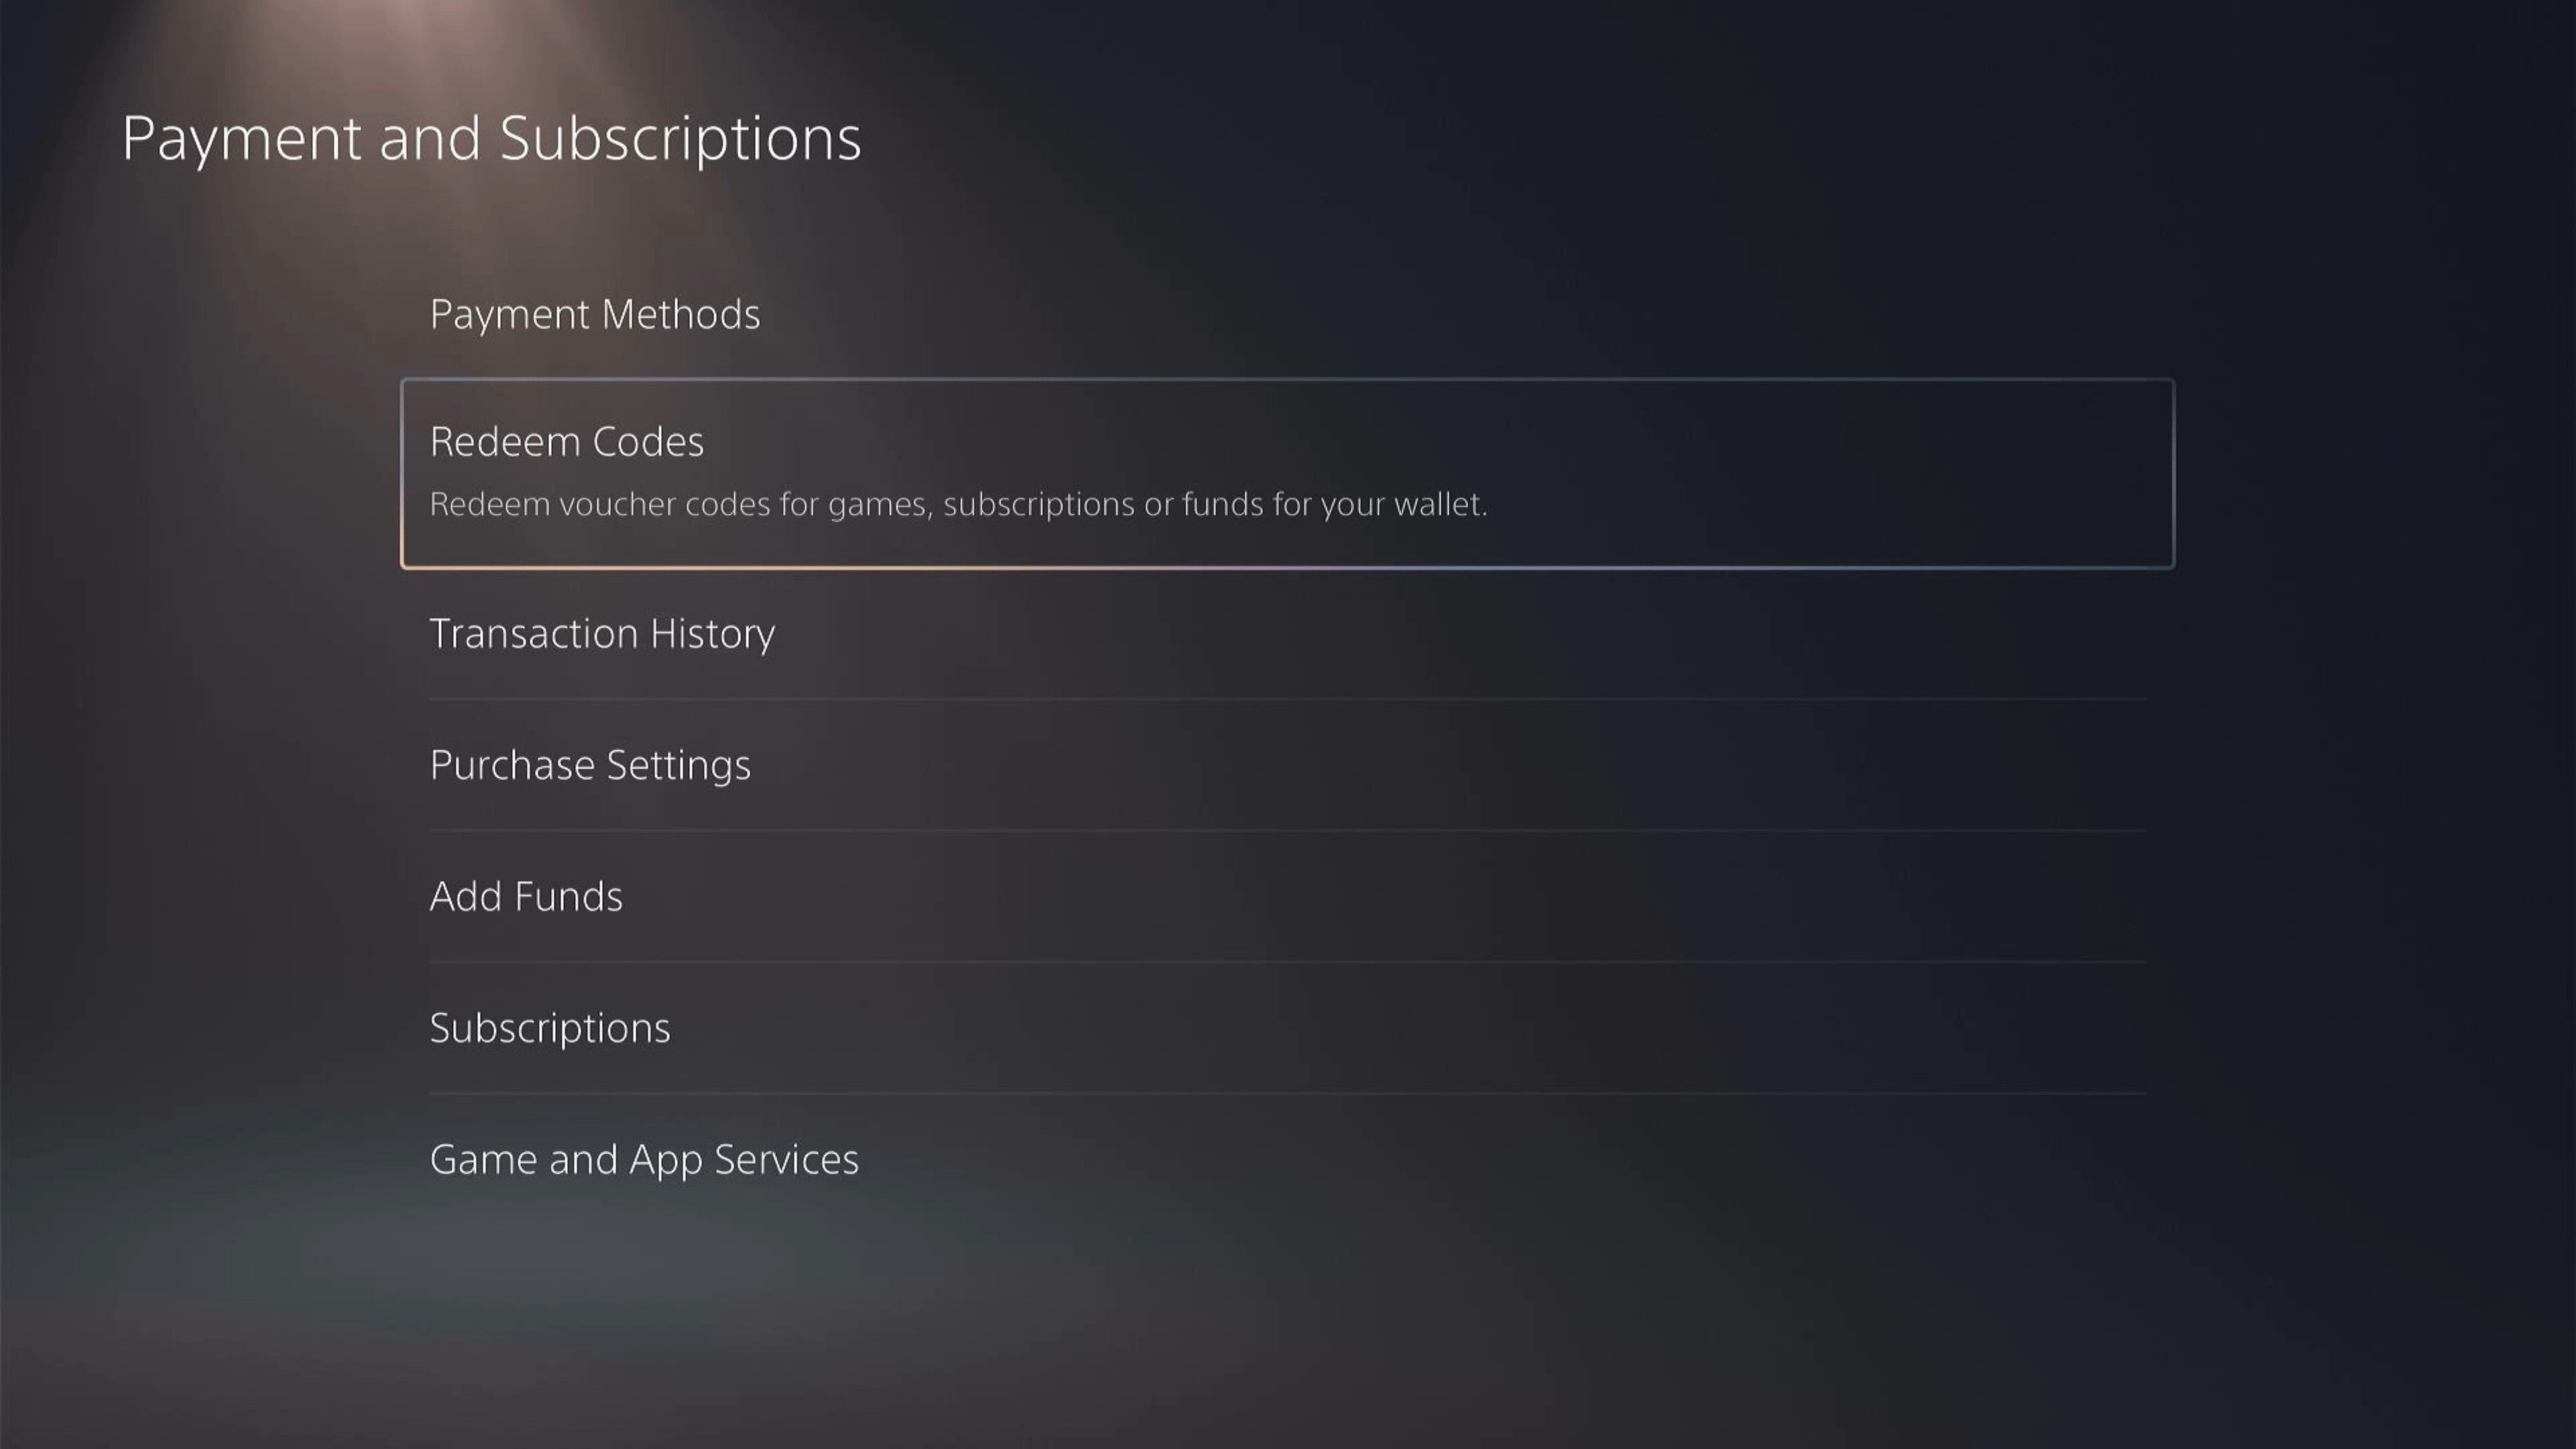 Payment and Subscriptions
Payment Methods
Redeem Codes
Redeem voucher codes for games, subscriptions or funds for your wallet.
Transaction History
Purchase Settings
Add Funds
Subscriptions
Game and App Services